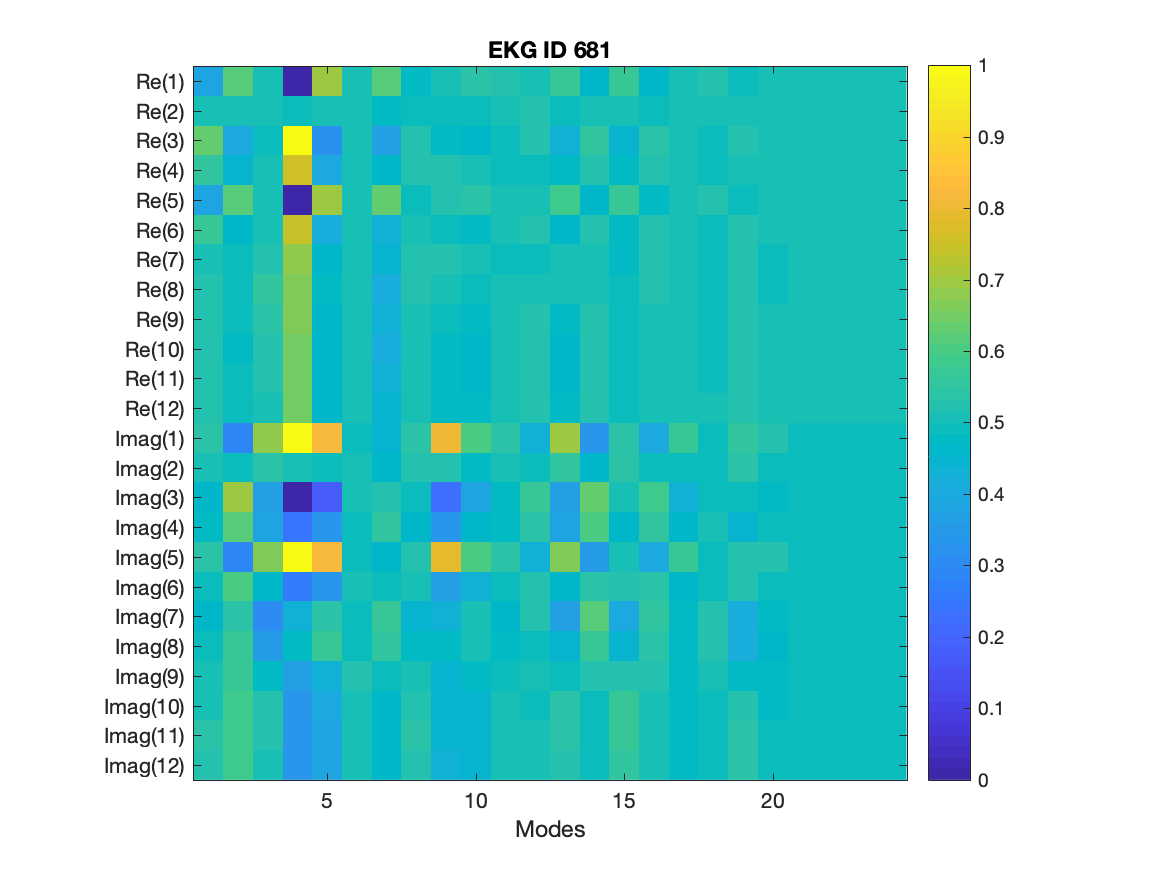 EKG ID 681
Re(1)
Re(2)
Re(3)
Re(4)
Re(5)
Re(6)
Re(7)
Re(8)
Re(9)
Re(10)
Re(11)
Re(12)
Imag(1)
Imag(2)
Imag(3)
Imag(4)
Imag(5)
Imag(6)
Imag(7)
Imag(8)
Imag(9)
Imag(10)
Imag(11)
Imag(12)
5 10 15 20
Modes
1
0.9
0.8
0.7
0.6
0.5
0.4
0.3
0.2
0.1
0